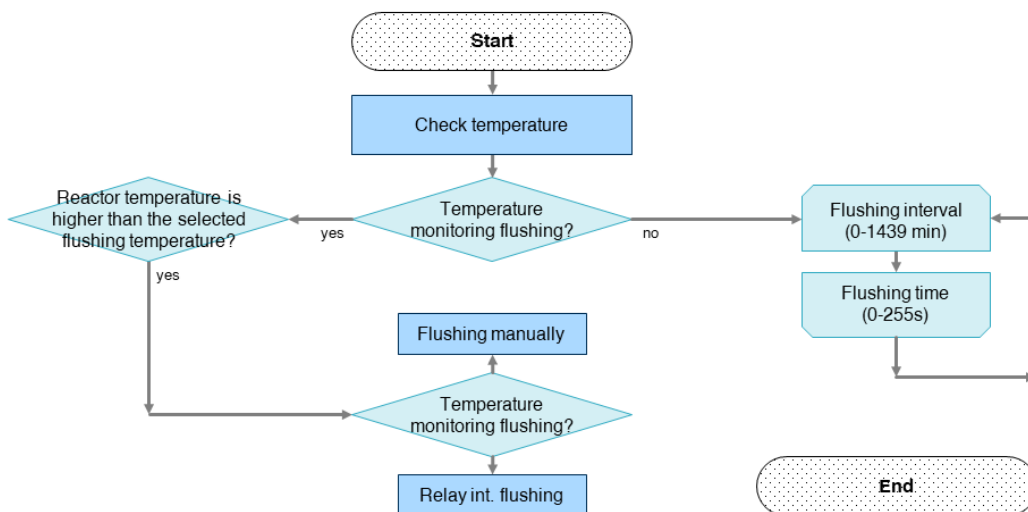 Start
Check temperature
Reactor temperature is
higher than the selected
flushing temperature?
yes
Temperature
monitoring flushing?
no
Flushing interval
(0-1439 min)
yes
Flushing time
(0-255s)
Flushing manually
Temperature
monitoring flushing?
Relay int. flushing
End